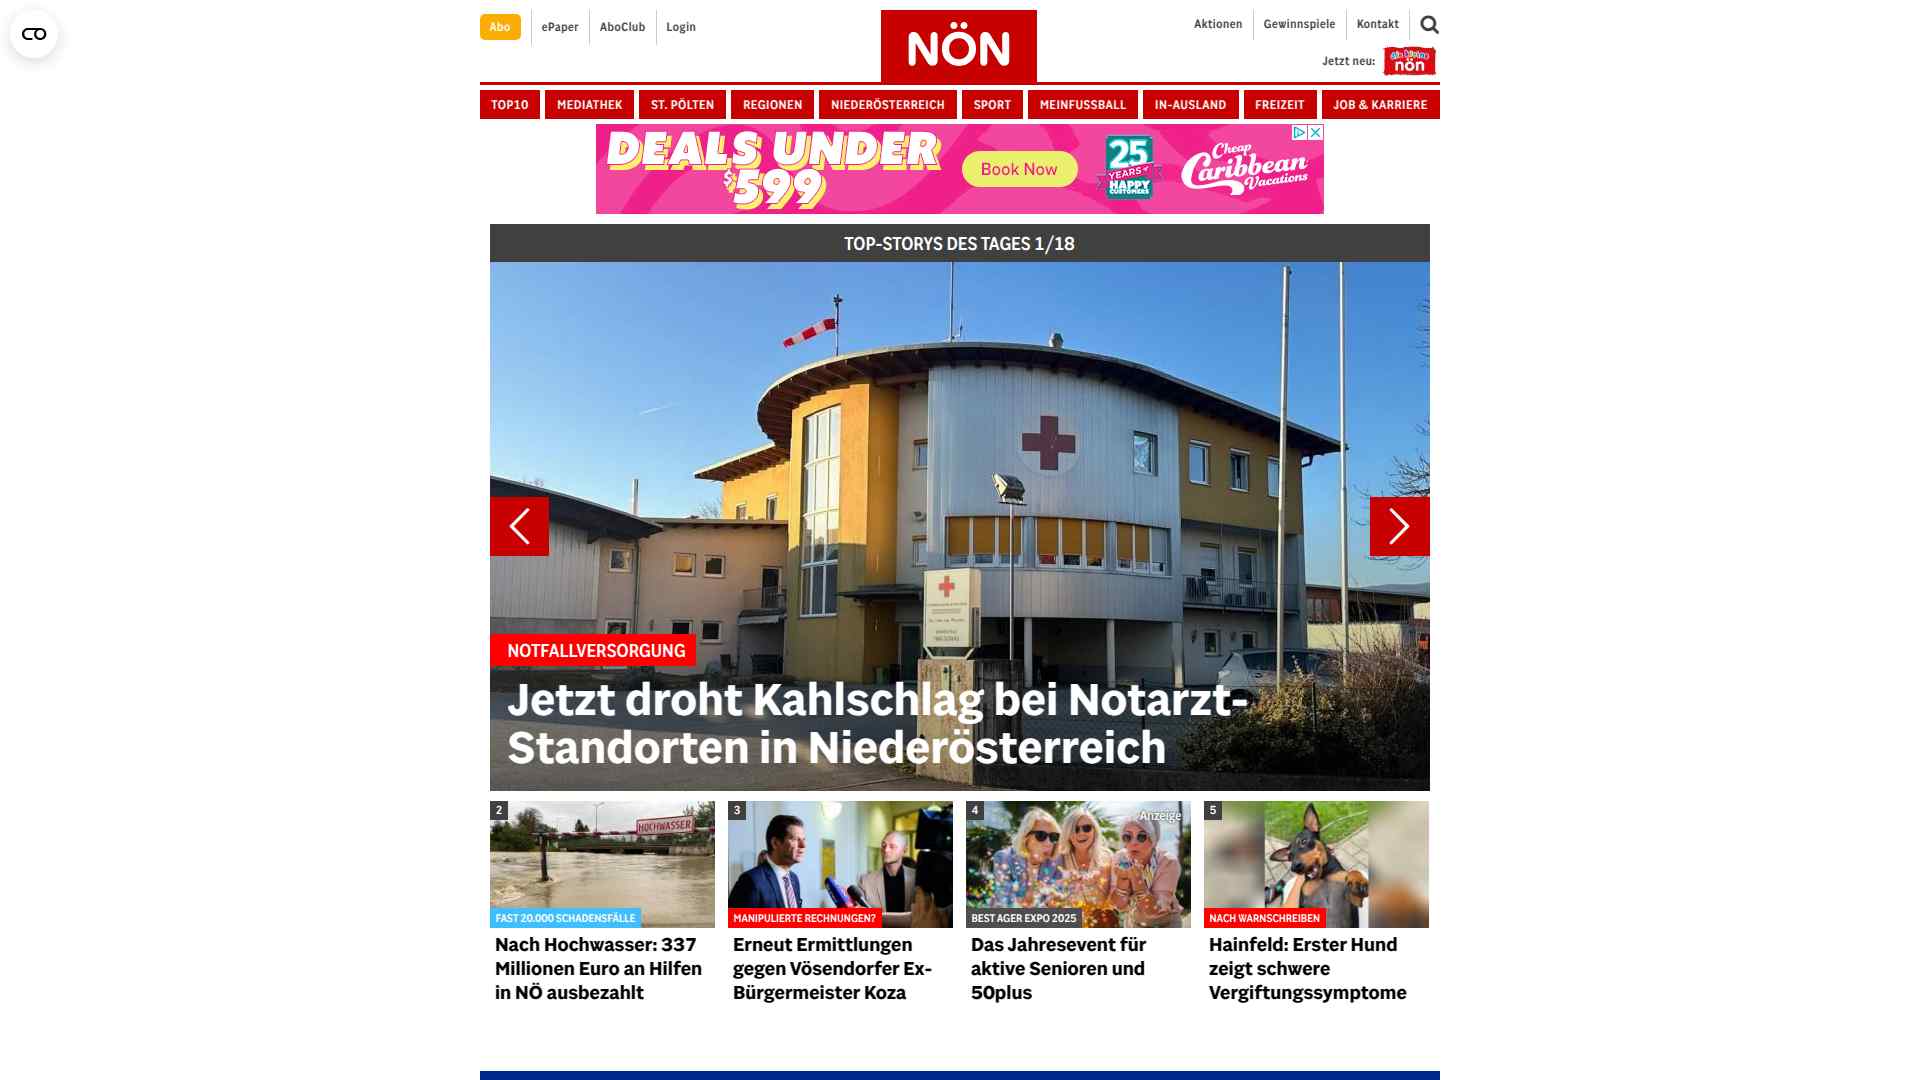 Abo
ePaper
AboClub
Login
NÖN
Aktionen
Gewinnspiele
Kontakt
Jetzt neu:
die kleine
nön
TOP10
MEDIATHEK
ST. PÖLTEN
REGIONEN
NIEDERÖSTERREICH
SPORT
MEINFUSSBALL
IN-AUSLAND
FREIZEIT
JOB & KARRIERE
DEALS UNDER
$599
Book Now
25
YEARS OF
HAPPY
CUSTOMERS
Cheap
Caribbean
Vacations
TOP-STORYS DES TAGES 1/18
NOTFALLVERSORGUNG
Jetzt droht Kahlschlag bei Notarzt-
Standorten in Niederösterreich
2
HOCHWASSER
FAST 20.000 SCHADENSFÄLLE
Nach Hochwasser: 337
Millionen Euro an Hilfen
in NÖ ausbezahlt
3
MANIPULIERTE RECHNUNGEN?
Erneut Ermittlungen
gegen Vösendorfer Ex-
Bürgermeister Koza
4
Anzeige
BEST AGER EXPO 2025
Das Jahresevent für
aktive Senioren und
50plus
5
NACH WARNSCHREIBEN
Hainfeld: Erster Hund
zeigt schwere
Vergiftungssymptome